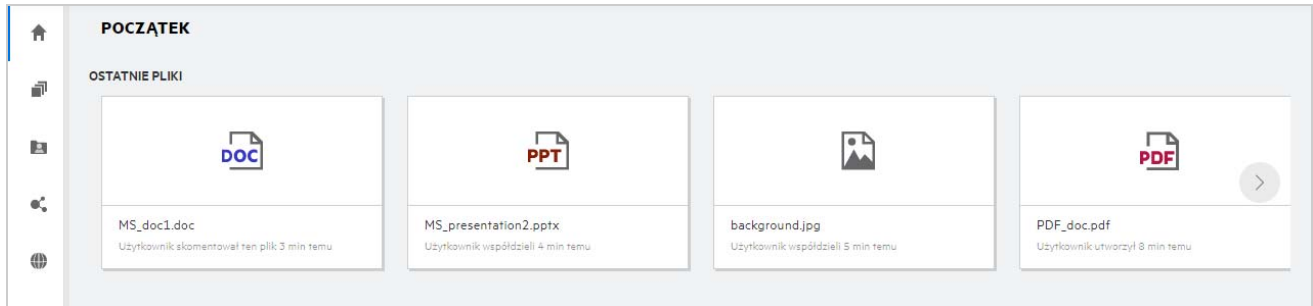 POCZĄTEK
OSTATNIE PLIKI
DOC
PPT
PDF
MS_doc1.doc
MS_presentation2.pptx
background.jpg
PDF_doc.pdf
Użytkownik skomentował ten plik 3 min temu
Użytkownik współdzieli 4 min temu
Użytkownik współdzieli 5 min temu
Użytkownik utworzył 8 min temu